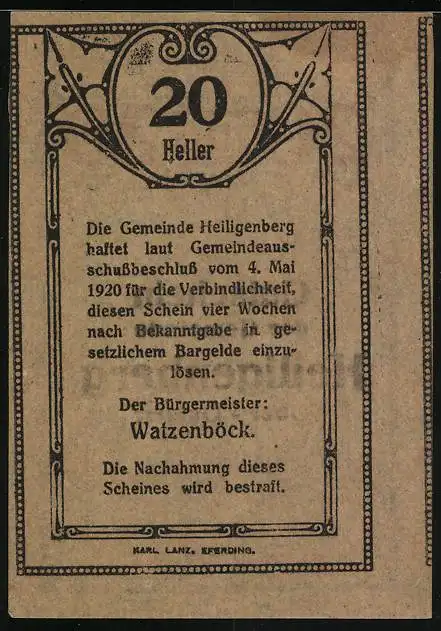 20
Heller
Die Gemeinde Heiligenberg
haftet laut Gemeindeaus-
schußbeschluß vom 4. Mai
1920 für die Verbindlichkeit,
diesen Schein vier Wochen
nach Bekanntgabe in ge-
setzlichem Bargelde einzu-
lösen.
Der Bürgermeister:
Watzenböck.
Die Nachahmung dieses
Scheines wird bestraft.
KARL LANZ, EFERDING.